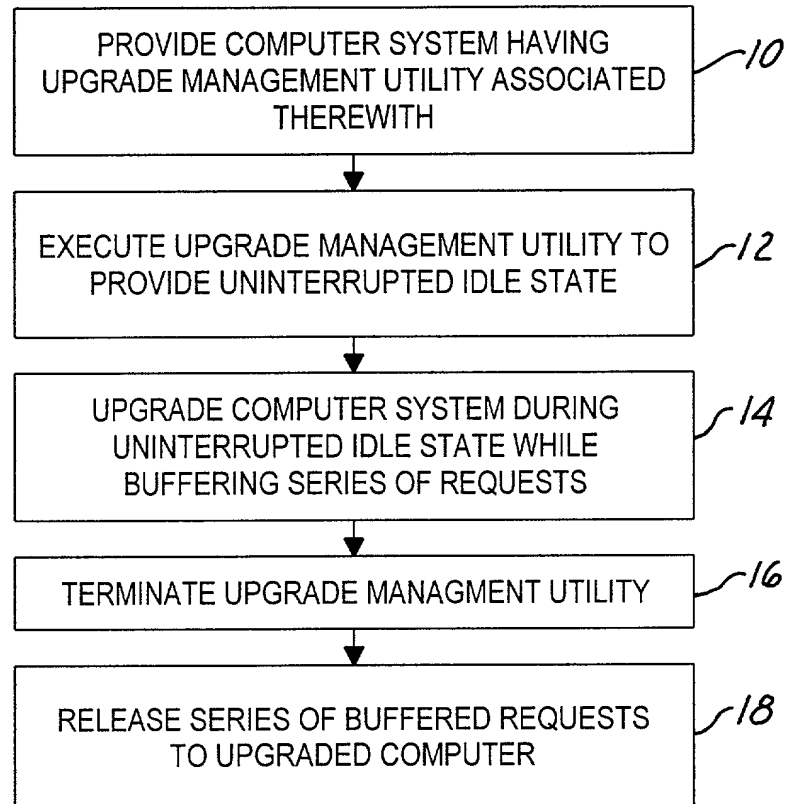 PROVIDE COMPUTER SYSTEM HAVING
UPGRADE MANAGEMENT UTILITY ASSOCIATED
THEREWITH
10
EXECUTE UPGRADE MANAGEMENT UTILITY TO
PROVIDE UNINTERRUPTED IDLE STATE
12
UPGRADE COMPUTER SYSTEM DURING
UNINTERRUPTED IDLE STATE WHILE
BUFFERING SERIES OF REQUESTS
14
TERMINATE UPGRADE MANAGMENT UTILITY
16
RELEASE SERIES OF BUFFERED REQUESTS
TO UPGRADED COMPUTER
18